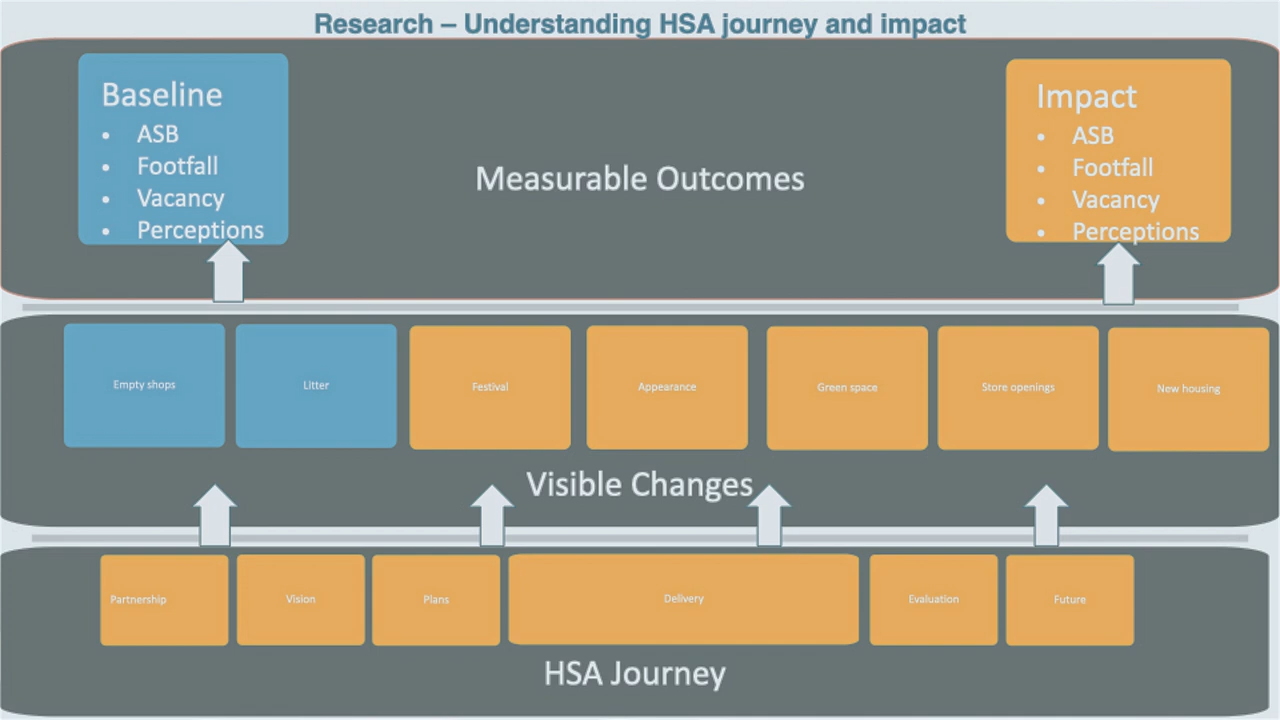 Research – Understanding HSA journey and impact
Baseline
• ASB
• Footfall
• Vacancy
• Perceptions
Measurable Outcomes
Impact
• ASB
• Footfall
• Vacancy
• Perceptions
Empty shops
Litter
Festival
Appearance
Green space
Store openings
New housing
Visible Changes
Partnership
Vision
Plans
Delivery
Evaluation
Future
HSA Journey